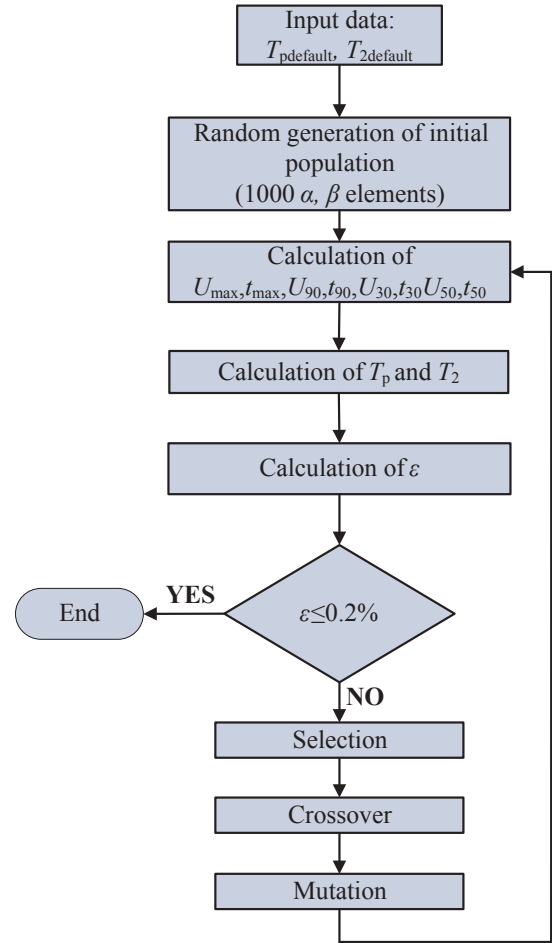 Input data:
Tpdefault, T2default
Random generation of initial
population
(1000 α, β elements)
Calculation of
Umax,tmax,U90,t90,U30,t30U50,t50
Calculation of Tp and T2
Calculation of ε
YES
End
ε≤0.2%
NO
Selection
Crossover
Mutation